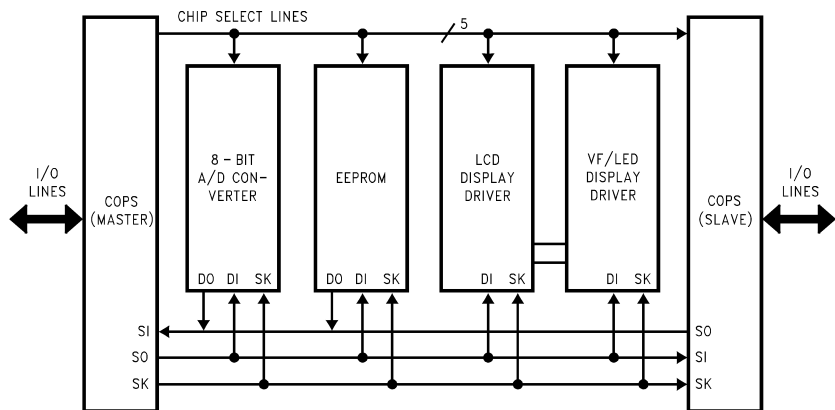 CHIP SELECT LINES
5
I/O
LINES
COPS
(MASTER)
8 - BIT
A/D CON-
VERTER
EEPROM
LCD
DISPLAY
DRIVER
VF/LED
DISPLAY
DRIVER
COPS
(SLAVE)
I/O
LINES
DO DI SK
DO DI SK
DI SK
DI SK
SI
SO
SO
SI
SK
SK